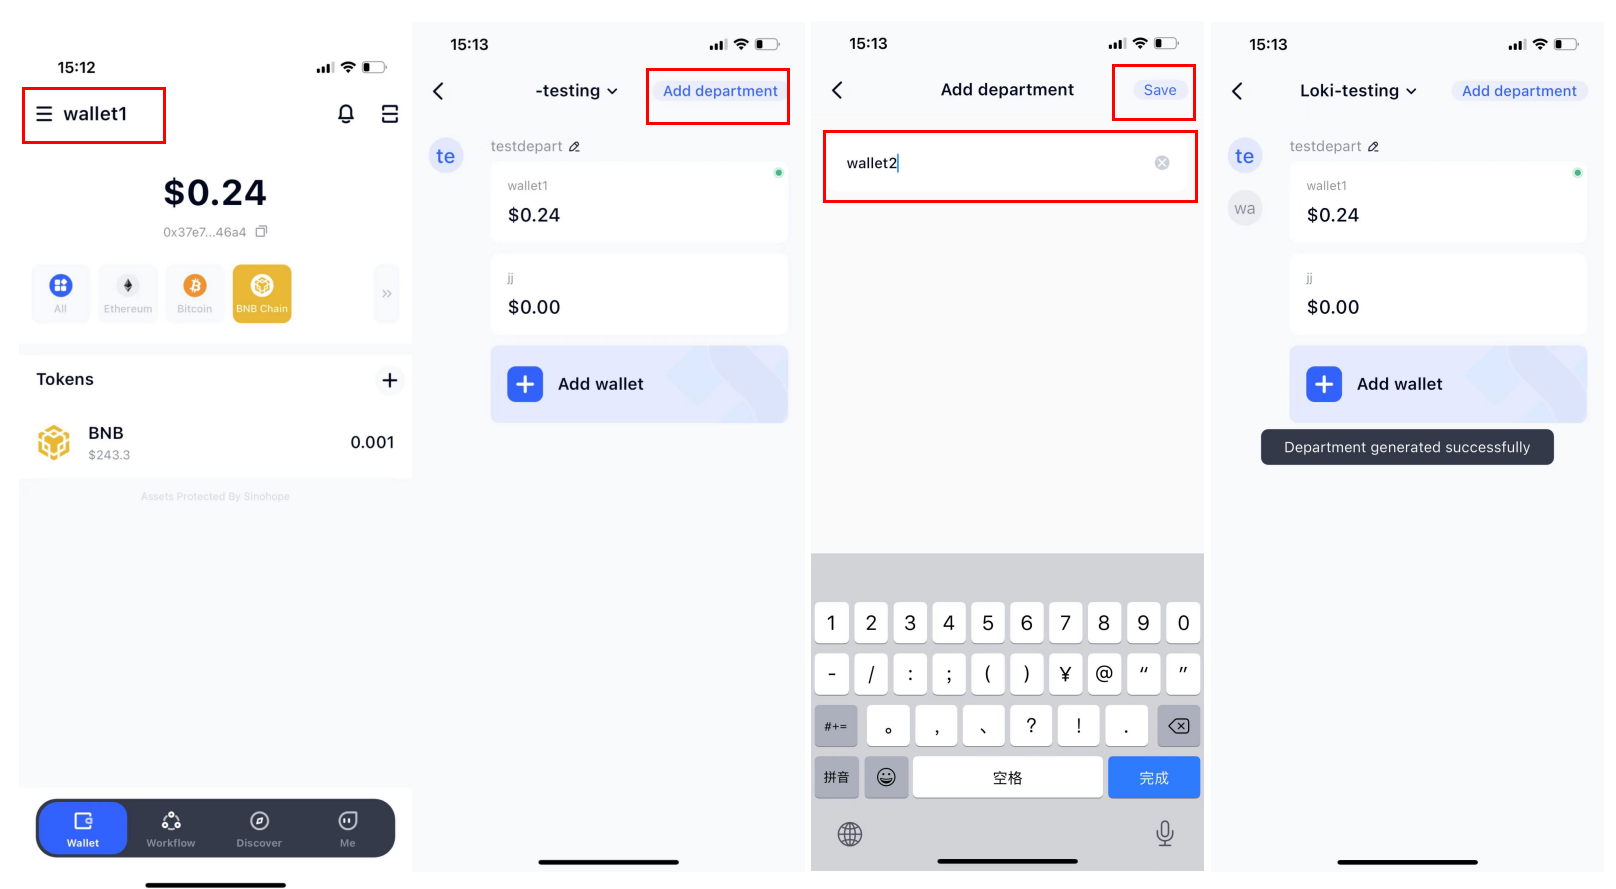 15:12
wallet1
$0.24
0x37e7...46a4
All
Ethereum
Bitcoin
BNB Chain
Tokens
BNB
$243.3
0.001
Assets Protected By Sinohope
Wallet
Workflow
Discover
Me
15:13
-testing
Add department
te
testdepart
wallet1
$0.24
jj
$0.00
Add wallet
15:13
Add department
Save
wallet2
1 2 3 4 5 6 7 8 9 0
- / : ; ( ) ¥ @ “ ”
#+= 。 , 、 ? ! .
拼音 空格 完成
15:13
Loki-testing
Add department
te
wa
testdepart
wallet1
$0.24
jj
$0.00
Add wallet
Department generated successfully